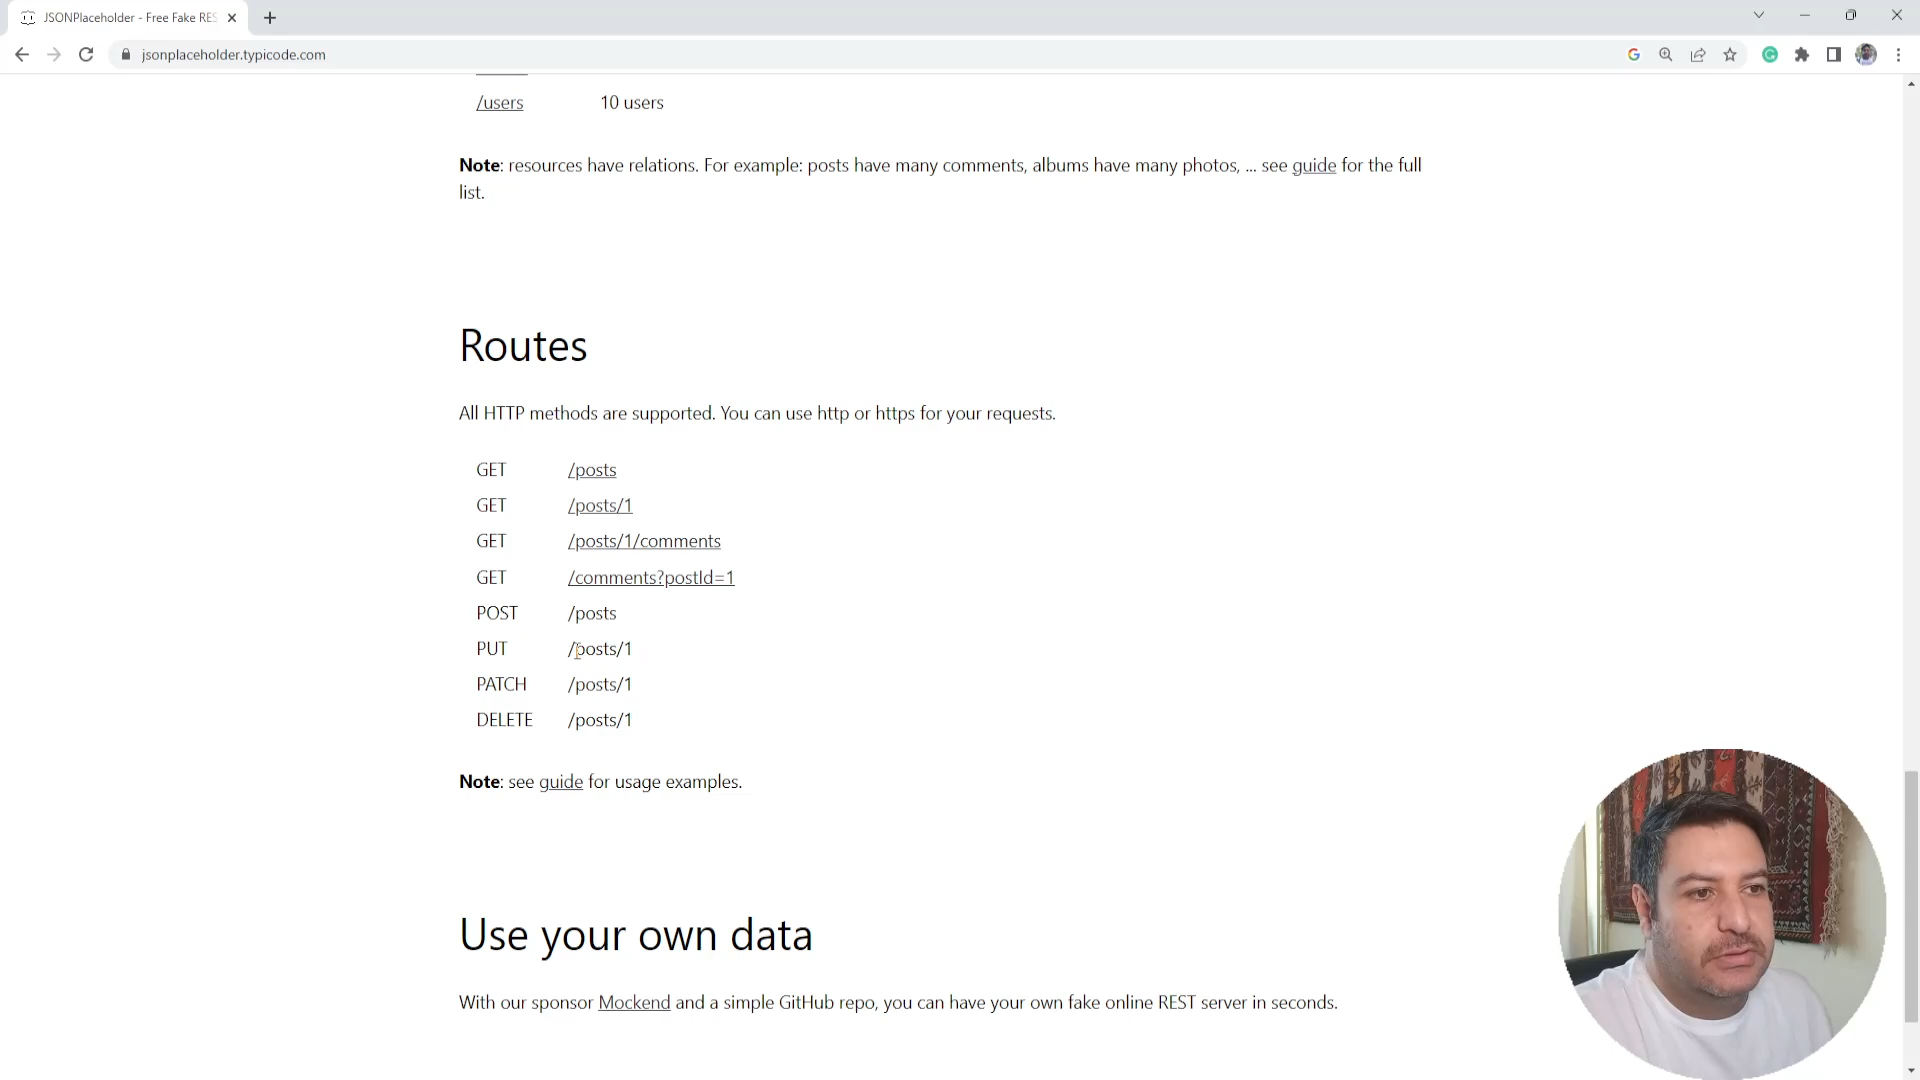 JSONPlaceholder - Free Fake RES
jsonplaceholder.typicode.com
/users 10 users
Note: resources have relations. For example: posts have many comments, albums have many photos, ... see guide for the full
list.
Routes
All HTTP methods are supported. You can use http or https for your requests.
GET /posts
GET /posts/1
GET /posts/1/comments
GET /comments?postId=1
POST /posts
PUT /posts/1
PATCH /posts/1
DELETE /posts/1
Note: see guide for usage examples.
Use your own data
With our sponsor Mockend and a simple GitHub repo, you can have your own fake online REST server in seconds.